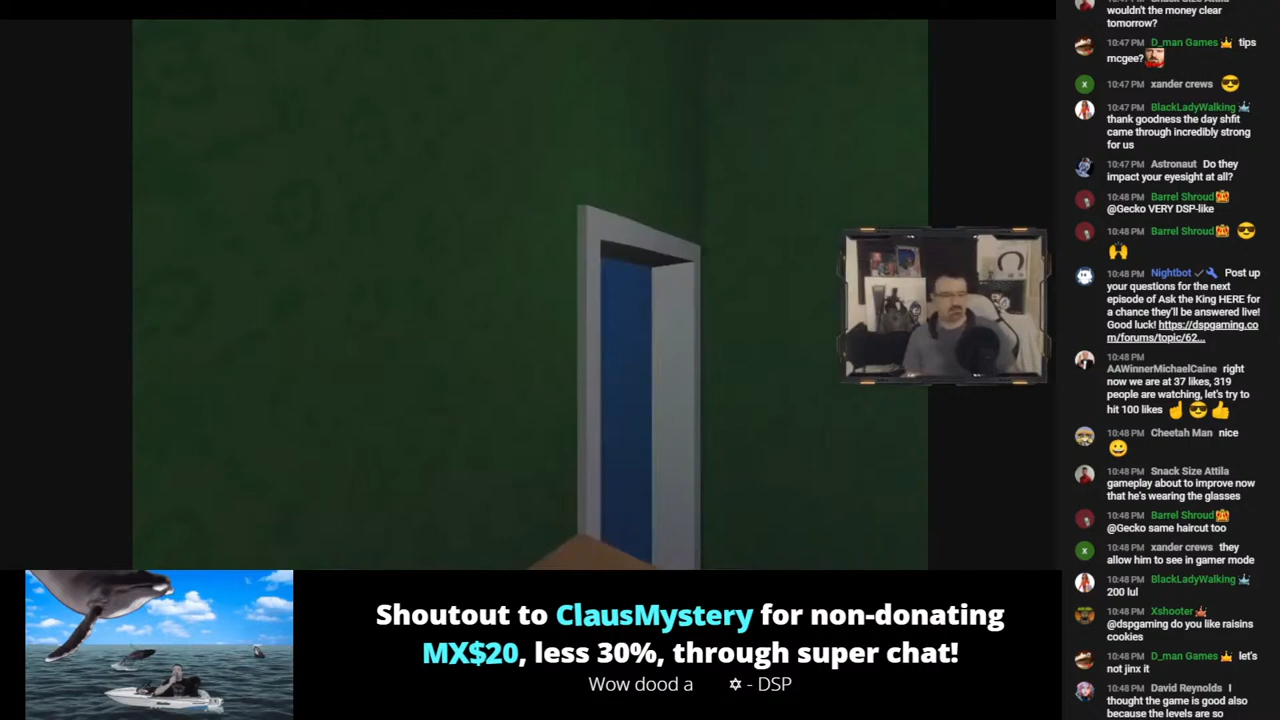 wouldn't the money clear
tomorrow?
10:47 PM D_man Games tips
mcgee?
10:47 PM xander crews
10:47 PM BlackLadyWalking
thank goodness the day shfit
came through incredibly strong
for us
10:47 PM Astronaut Do they
impact your eyesight at all?
10:48 PM Barrel Shroud
@Gecko VERY DSP-like
10:48 PM Barrel Shroud
10:48 PM Nightbot Post up
your questions for the next
episode of Ask the King HERE for
a chance they'll be answered live!
Good luck! https://dspgaming.co
m/forums/topic/62...
10:48 PM
AAWinnerMichaelCaine right
now we are at 37 likes, 319
people are watching, let's try to
hit 100 likes
10:48 PM Cheetah Man nice
10:48 PM Snack Size Attila
gameplay about to improve now
that he's wearing the glasses
10:48 PM Barrel Shroud
@Gecko same haircut too
10:48 PM xander crews they
allow him to see in gamer mode
10:48 PM BlackLadyWalking
200 lul
10:48 PM Xshooter
@dspgaming do you like raisins
cookies
10:48 PM D_man Games let's
not jinx it
10:48 PM David Reynolds I
thought the game is good also
because the levels are so
Shoutout to ClausMystery for non-donating
MX$20, less 30%, through super chat!
Wow dood a ✡ - DSP